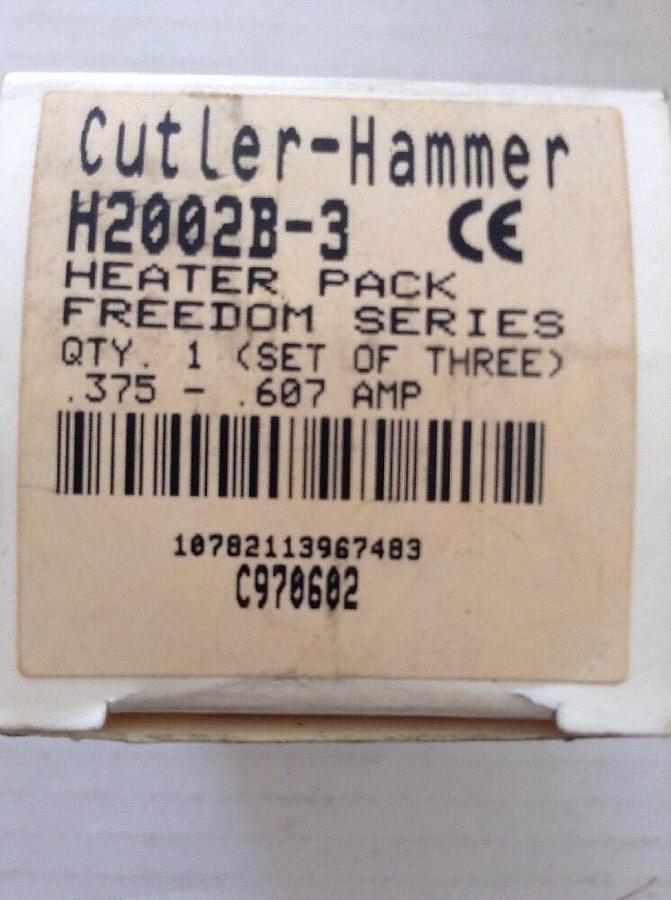 Cutler-Hammer
H2002B-3 CE
HEATER PACK
FREEDOM SERIES
QTY. 1 (SET OF THREE)
.375 - .607 AMP
10782113967483
C970602